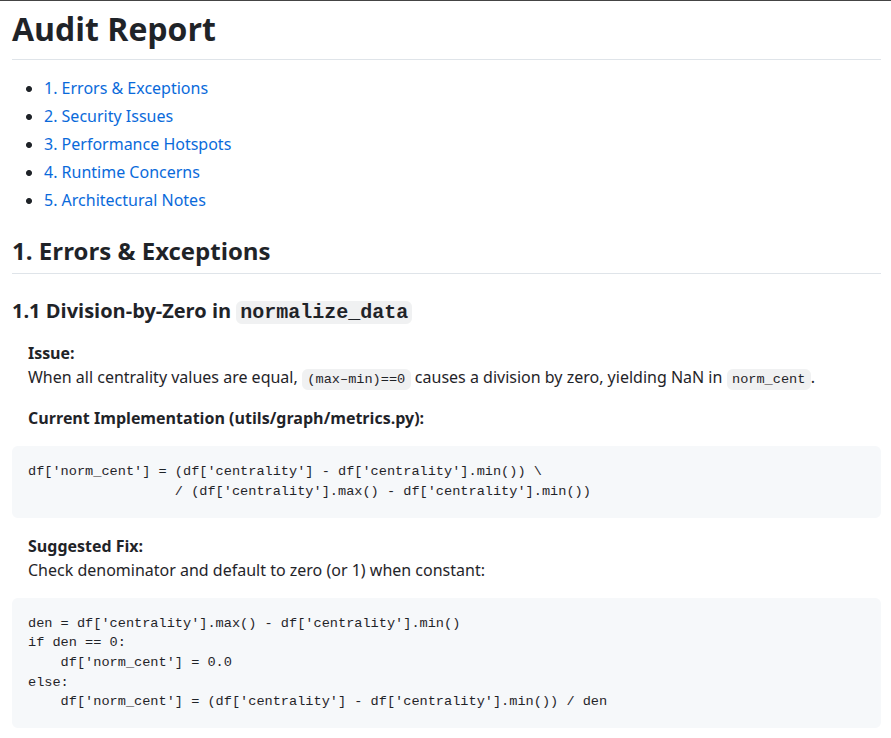 Audit Report
1. Errors & Exceptions
2. Security Issues
3. Performance Hotspots
4. Runtime Concerns
5. Architectural Notes
1. Errors & Exceptions
1.1 Division-by-Zero in normalize_data
Issue:
When all centrality values are equal, (max–min)==0 causes a division by zero, yielding NaN in norm_cent.
Current Implementation (utils/graph/metrics.py):
df['norm_cent'] = (df['centrality'] - df['centrality'].min()) \
                  / (df['centrality'].max() - df['centrality'].min())
Suggested Fix:
Check denominator and default to zero (or 1) when constant:
den = df['centrality'].max() - df['centrality'].min()
if den == 0:
    df['norm_cent'] = 0.0
else:
    df['norm_cent'] = (df['centrality'] - df['centrality'].min()) / den